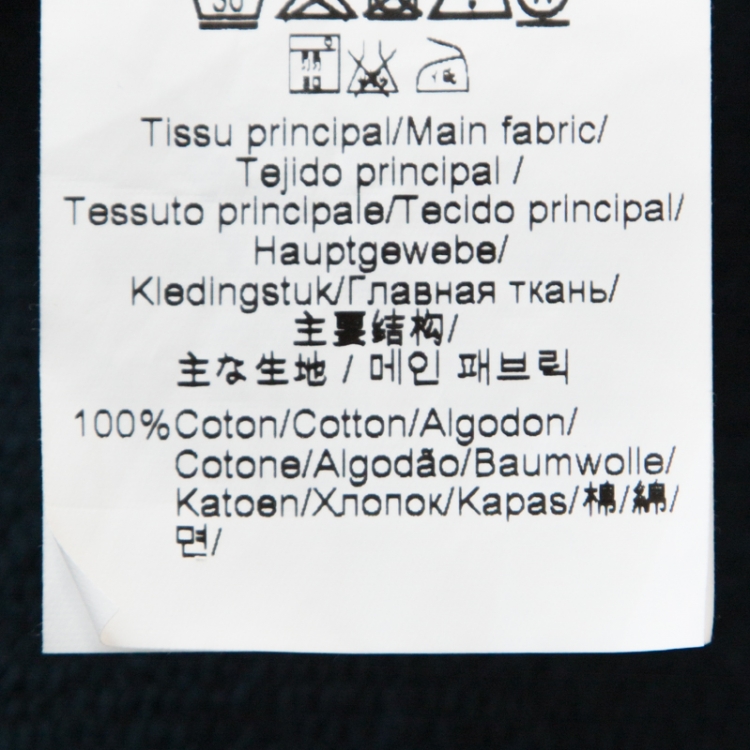 30
Tissu principal/Main fabric/
Tejido principal /
Tessuto principale/Tecido principal/
Hauptgewebe/
Kledingstuk/Главная ткань/
主要结构/
主な生地 / 메인 패브릭
100%Coton/Cotton/Algodon/
Cotone/Algodão/Baumwolle/
Katoen/Хлопок/Kapas/棉/綿/
면/